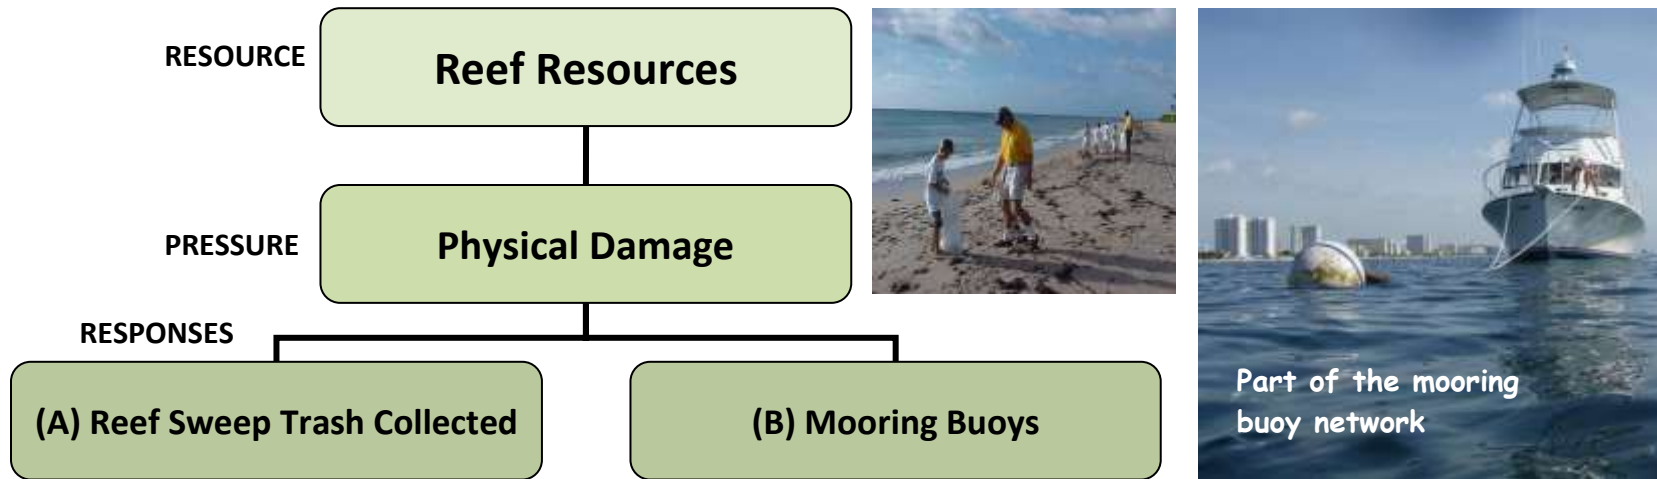 RESOURCE
Reef Resources
PRESSURE
Physical Damage
RESPONSES
(A) Reef Sweep Trash Collected
(B) Mooring Buoys
Part of the mooring
buoy network